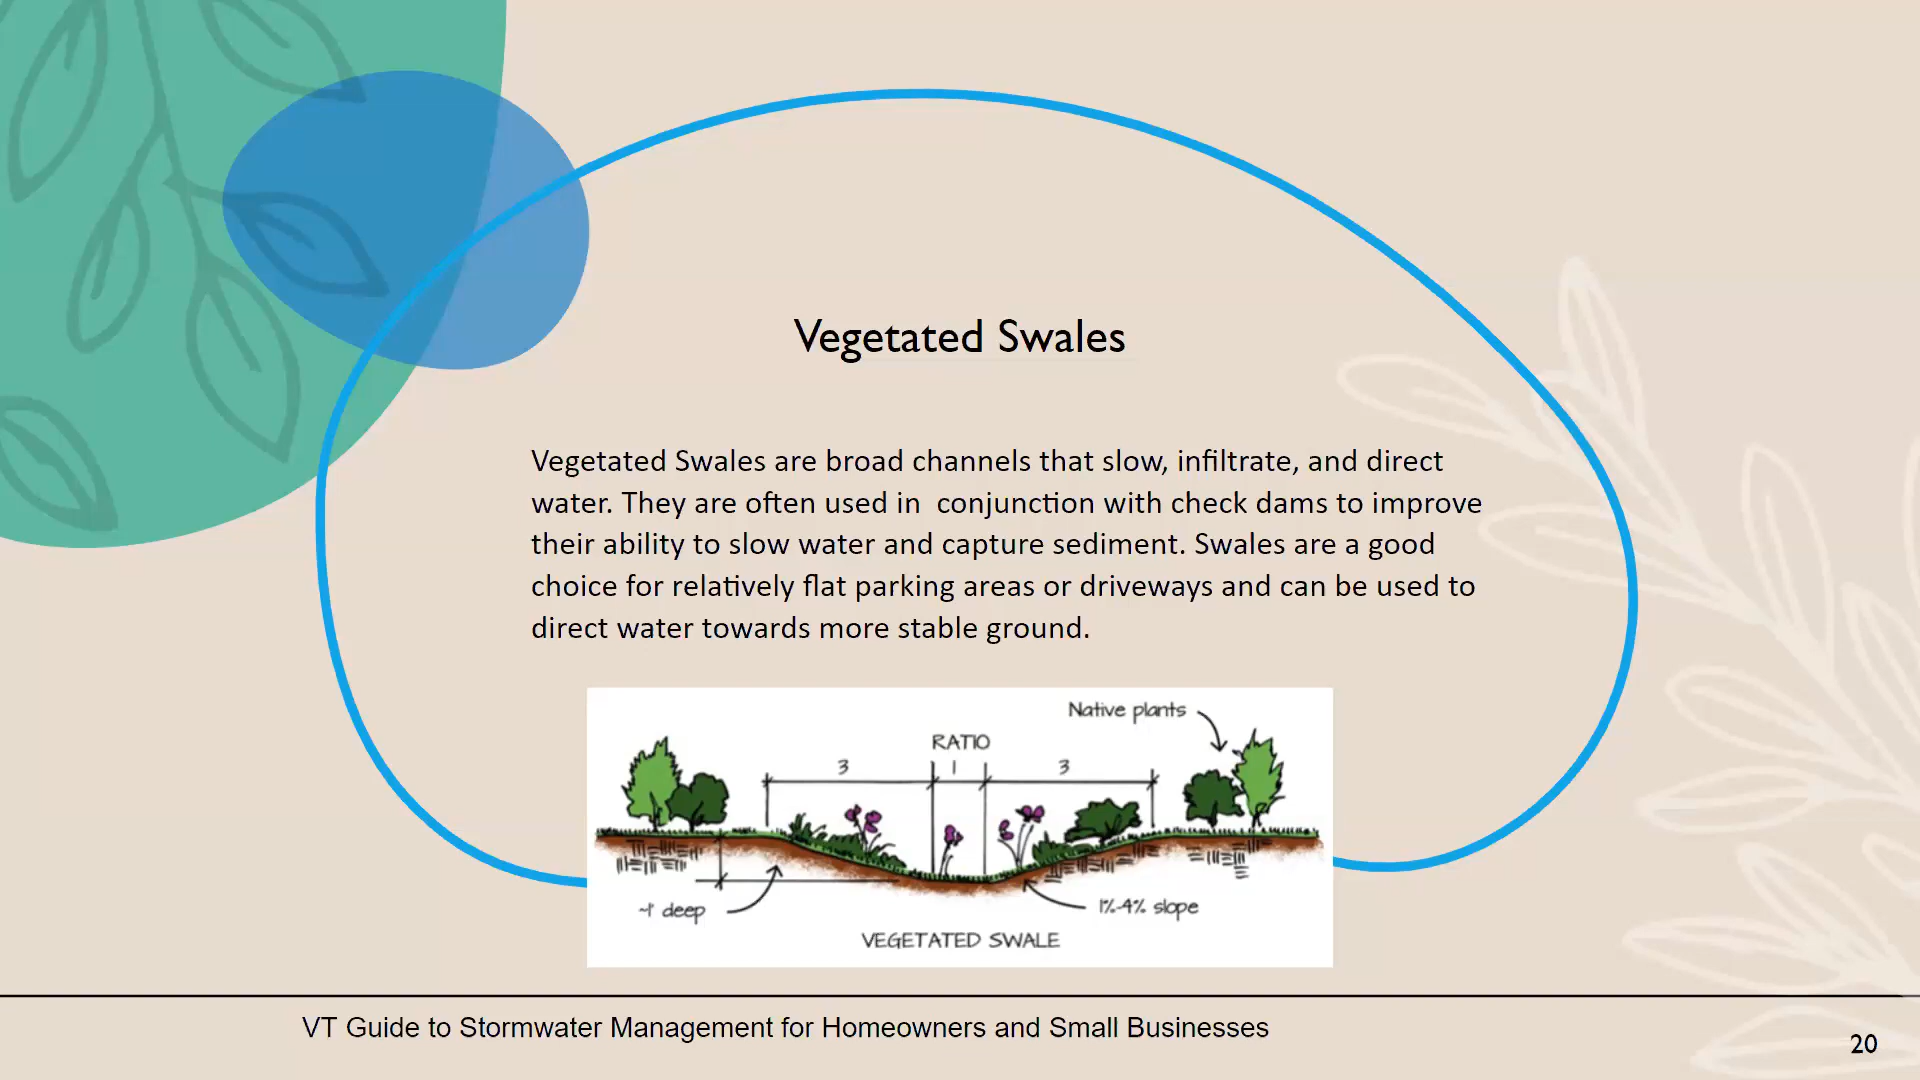 Vegetated Swales
Vegetated Swales are broad channels that slow, infiltrate, and direct
water. They are often used in  conjunction with check dams to improve
their ability to slow water and capture sediment. Swales are a good
choice for relatively flat parking areas or driveways and can be used to
direct water towards more stable ground.
Native plants
RATIO
3 1 3
~1' deep
1%-4% slope
VEGETATED SWALE
VT Guide to Stormwater Management for Homeowners and Small Businesses
20